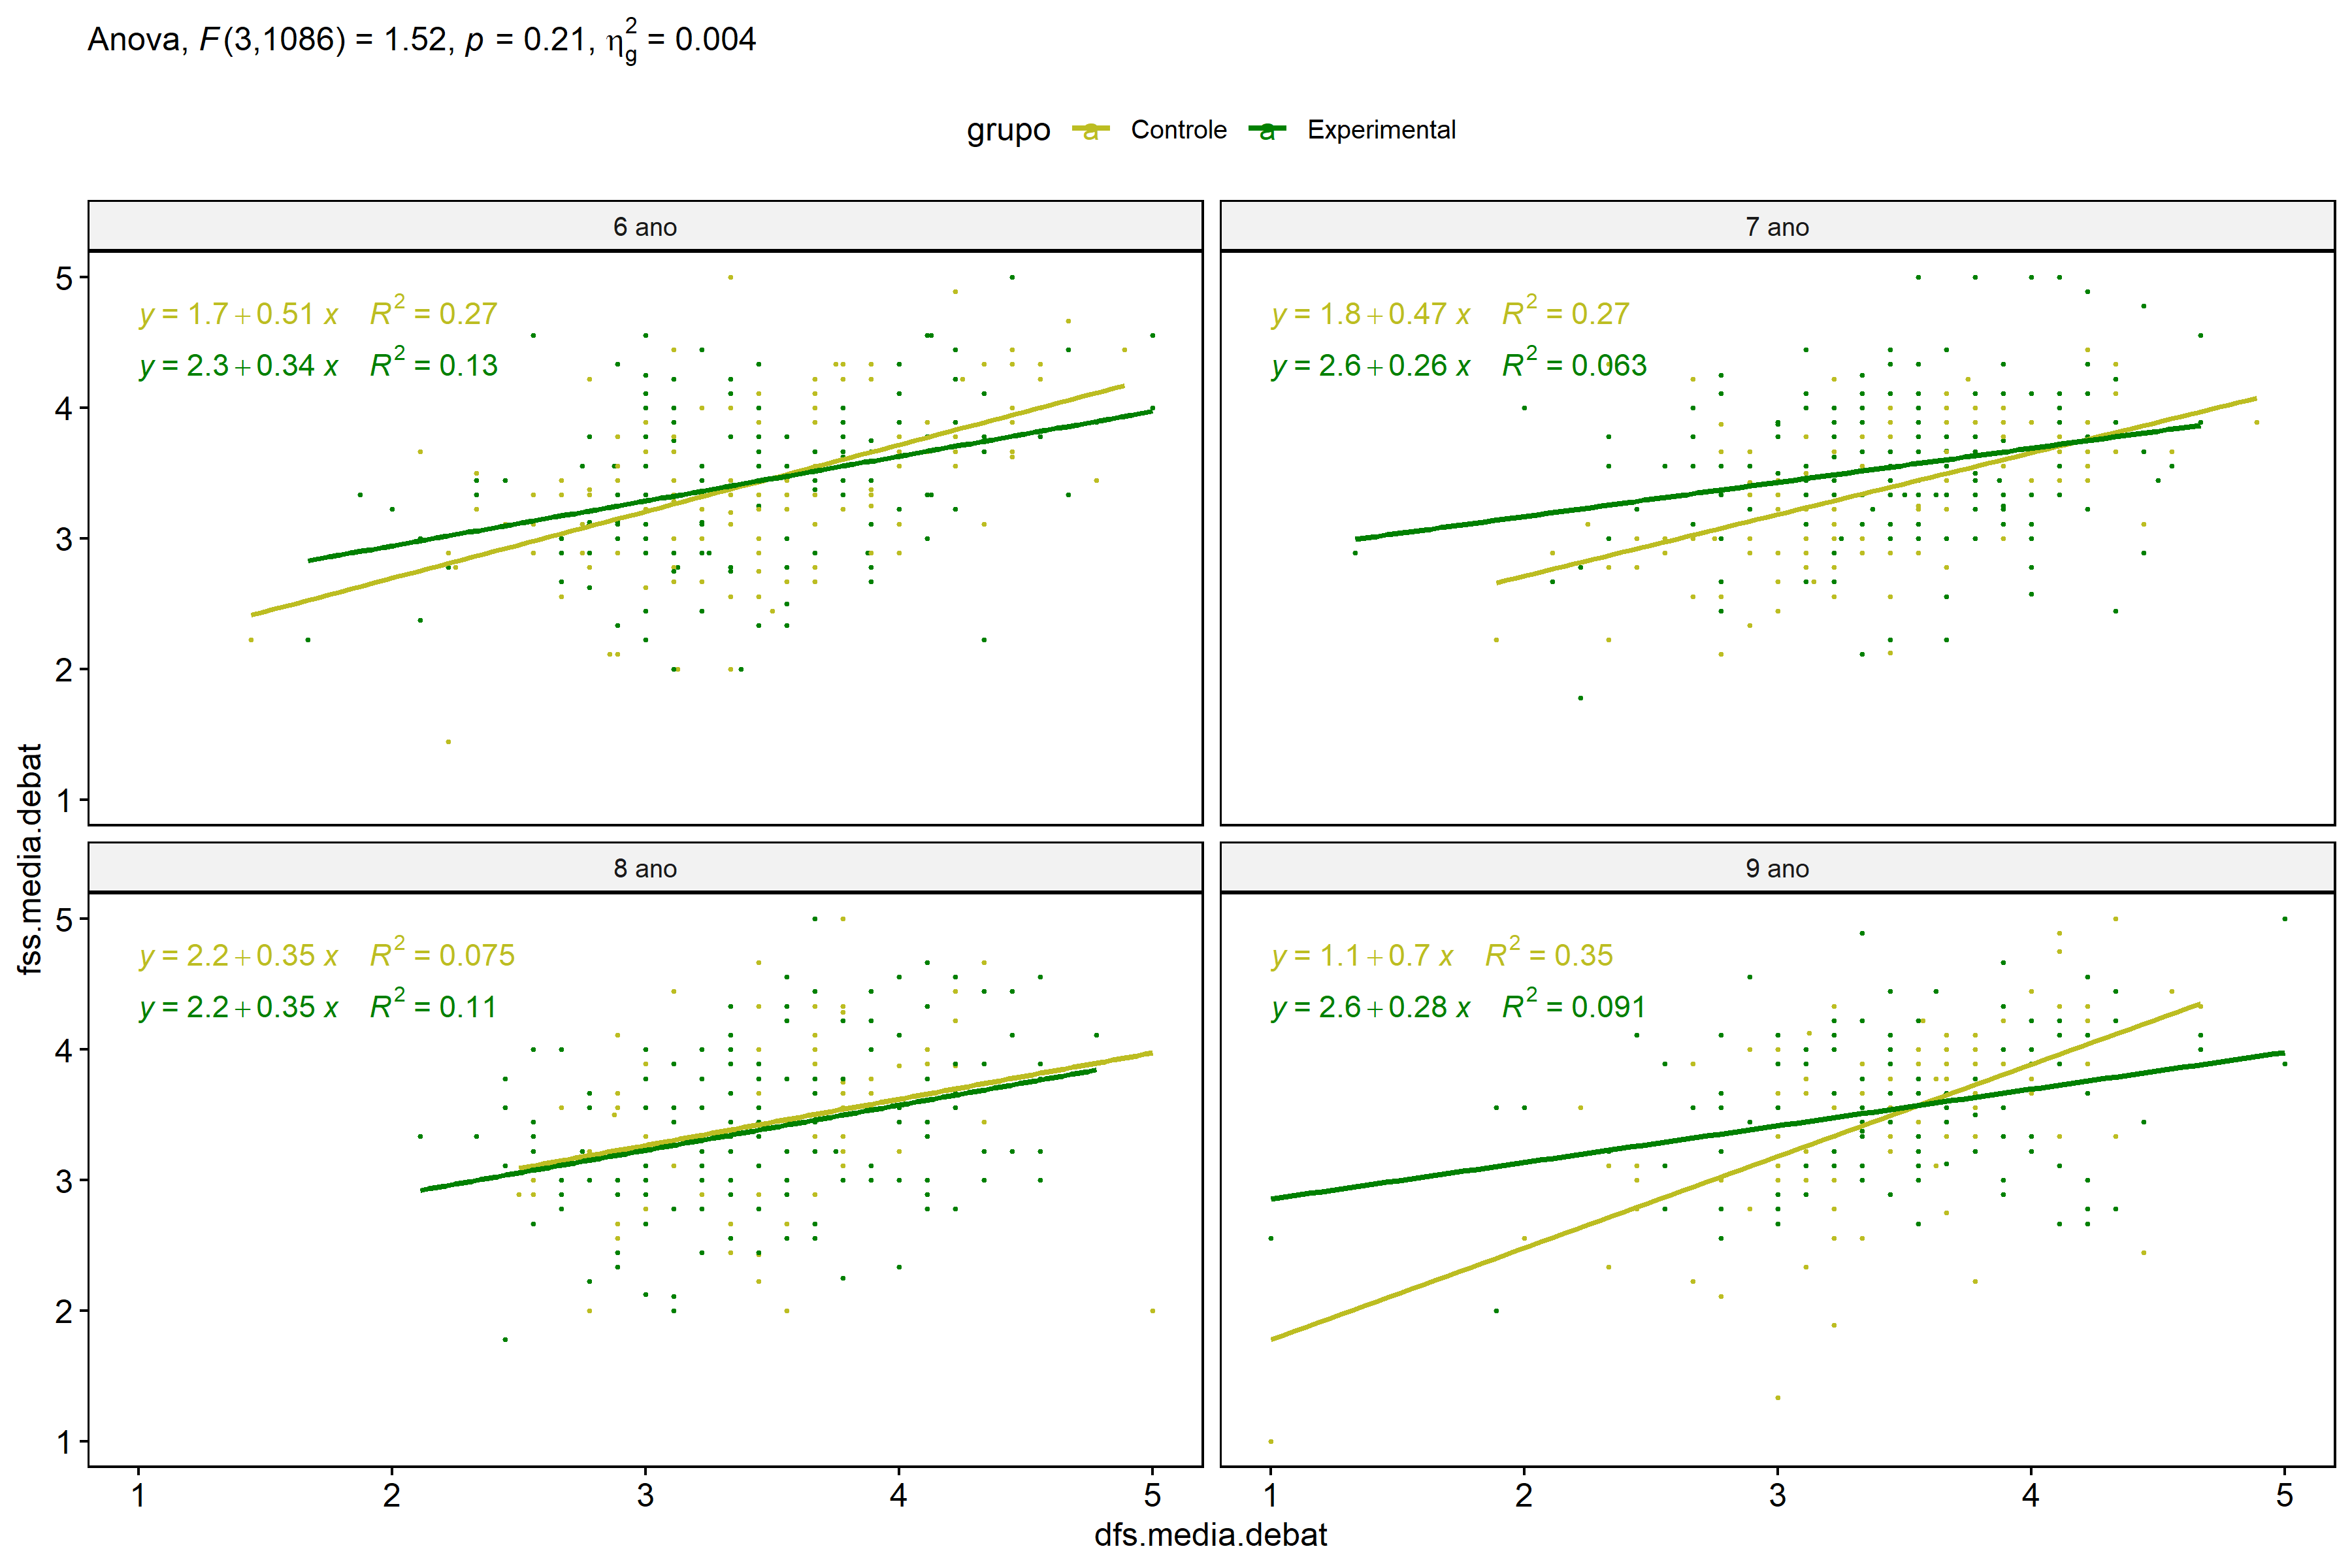 Anova, F(3,1086) = 1.52, p = 0.21, η²g = 0.004
grupo a Controle a Experimental
6 ano
7 ano
5
4
3
2
1
y = 1.7+0.51 x R² = 0.27
y = 2.3+0.34 x R² = 0.13
y = 1.8+0.47 x R² = 0.27
y = 2.6+0.26 x R² = 0.063
fss.media.debat
8 ano
9 ano
5
4
3
2
1
y = 2.2+0.35 x R² = 0.075
y = 2.2+0.35 x R² = 0.11
y = 1.1+0.7 x R² = 0.35
y = 2.6+0.28 x R² = 0.091
1 2 3 4 5
1 2 3 4 5
dfs.media.debat